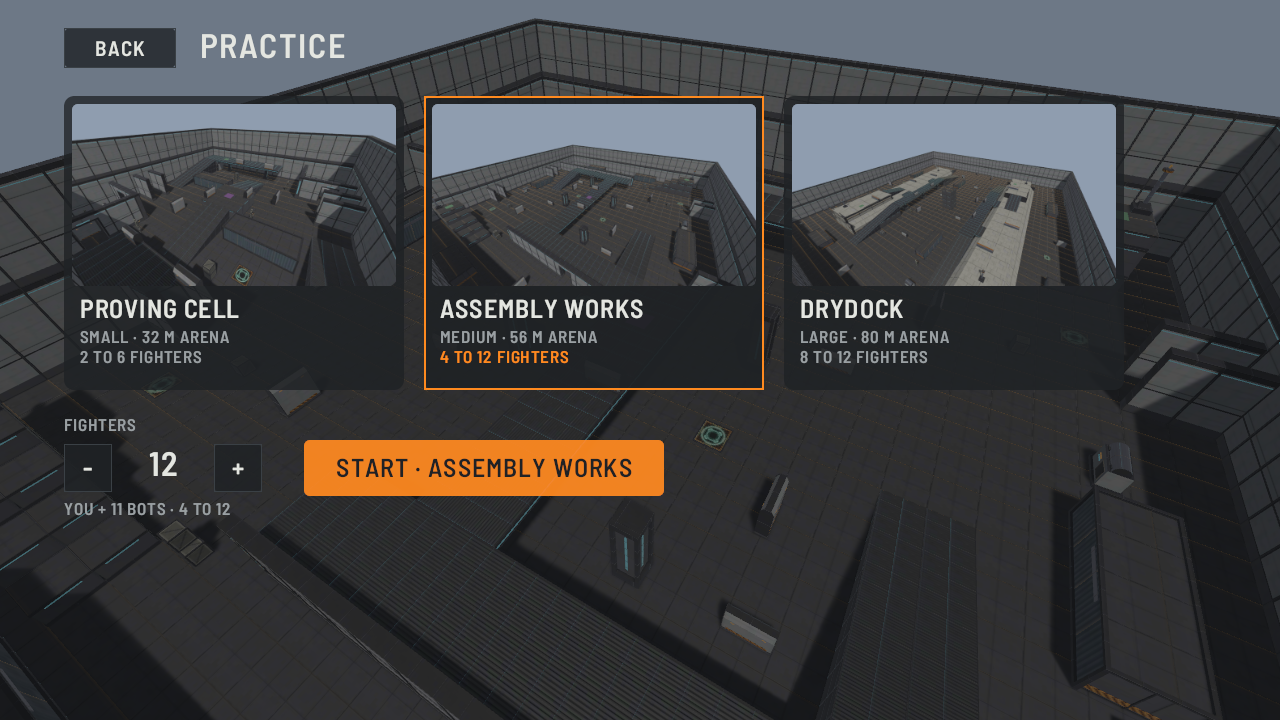 BACK
PRACTICE
PROVING CELL
SMALL · 32 M ARENA
2 TO 6 FIGHTERS
ASSEMBLY WORKS
MEDIUM · 56 M ARENA
4 TO 12 FIGHTERS
DRYDOCK
LARGE · 80 M ARENA
8 TO 12 FIGHTERS
FIGHTERS
- 12 +
START · ASSEMBLY WORKS
YOU + 11 BOTS · 4 TO 12